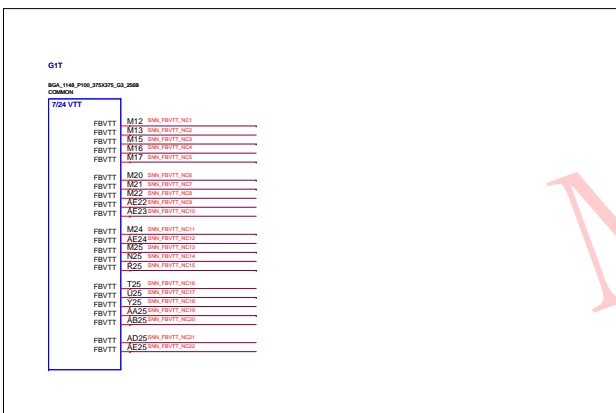 G1T
BGA_1148_P100_375X375_G3_256B
COMMON
7/24 VTT
FBVTT M12 SNN_FBVTT_NC1
FBVTT M13 SNN_FBVTT_NC2
FBVTT M15 SNN_FBVTT_NC3
FBVTT M16 SNN_FBVTT_NC4
FBVTT M17 SNN_FBVTT_NC5
FBVTT M20 SNN_FBVTT_NC6
FBVTT M21 SNN_FBVTT_NC7
FBVTT M22 SNN_FBVTT_NC8
FBVTT AE22 SNN_FBVTT_NC9
FBVTT AE23 SNN_FBVTT_NC10
FBVTT M24 SNN_FBVTT_NC11
FBVTT AE24 SNN_FBVTT_NC12
FBVTT M25 SNN_FBVTT_NC13
FBVTT N25 SNN_FBVTT_NC14
FBVTT R25 SNN_FBVTT_NC15
FBVTT T25 SNN_FBVTT_NC16
FBVTT U25 SNN_FBVTT_NC17
FBVTT Y25 SNN_FBVTT_NC18
FBVTT AA25 SNN_FBVTT_NC19
FBVTT AB25 SNN_FBVTT_NC20
FBVTT AD25 SNN_FBVTT_NC21
FBVTT AE25 SNN_FBVTT_NC22